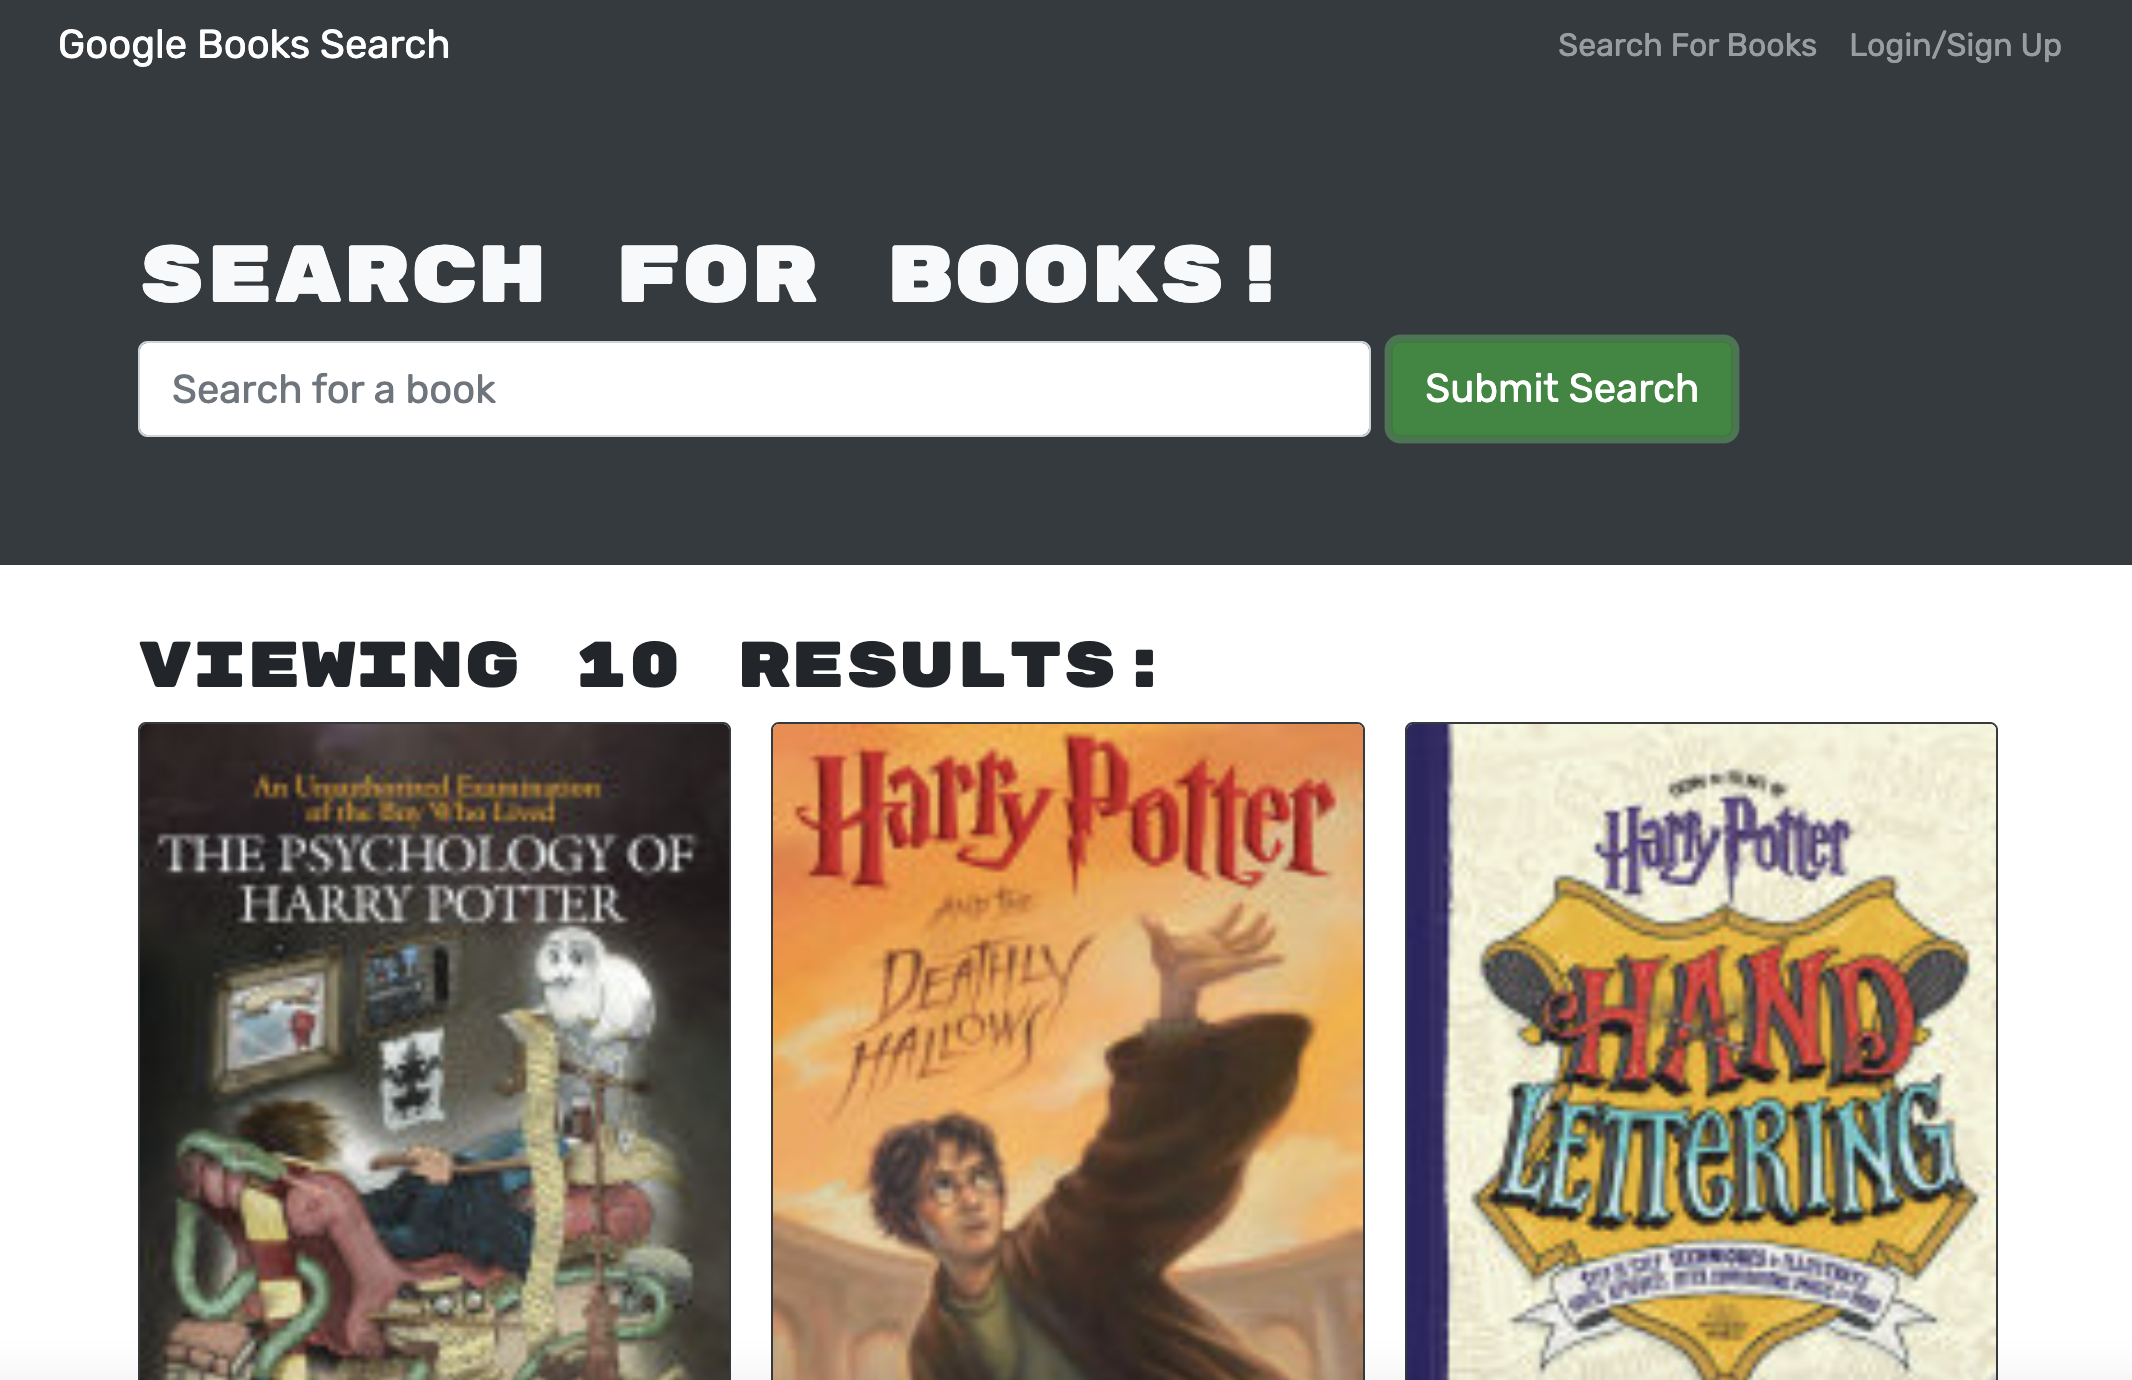 Google Books Search
Search For Books Login/Sign Up
SEARCH FOR BOOKS!
Search for a book
Submit Search
VIEWING 10 RESULTS:
An Unauthorized Examination
of the Boy Who Lived
THE PSYCHOLOGY OF
HARRY POTTER
Harry Potter
AND THE
DEATHLY
HALLOWS
Harry Potter
HAND
LETTERING